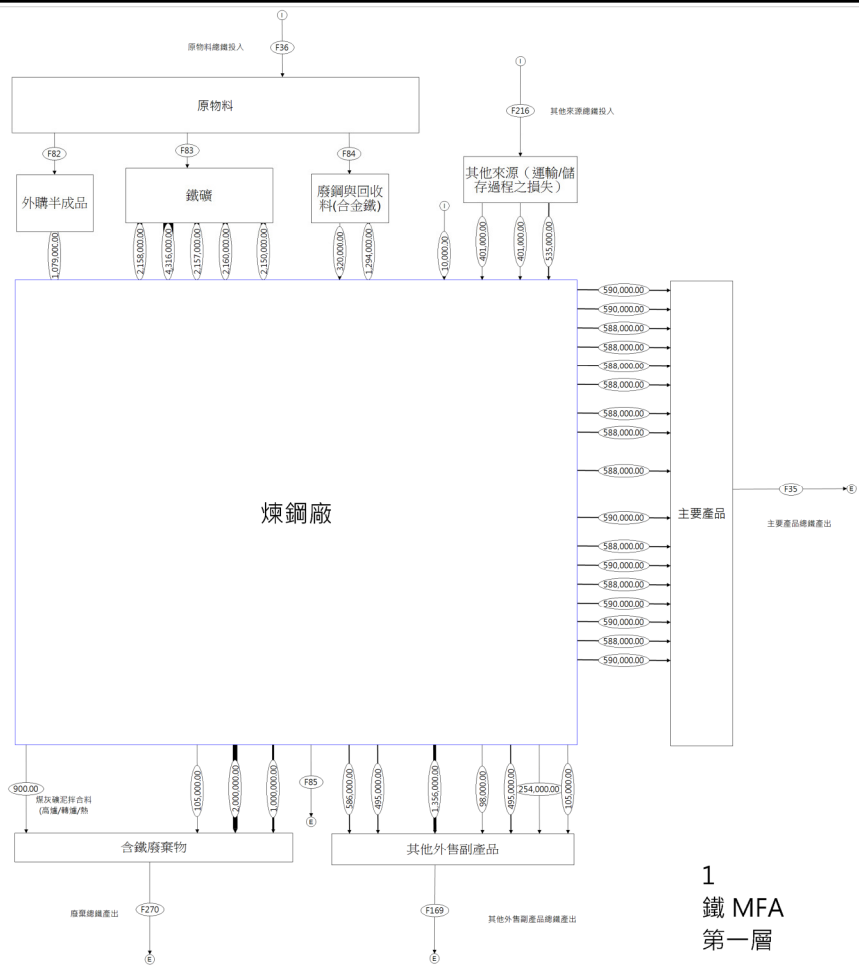 I
原物料總鐵投入
F36
原物料
I
F216
其他來源總鐵投入
F82
F83
F84
外購半成品
鐵礦
廢鋼與回收
料(合金鐵)
其他來源（運輸/儲
存過程之損失）
I
1,079,000.00
2,158,000.00
4,316,000.00
2,157,000.00
2,160,000.00
2,150,000.00
320,000.00
1,294,000.00
10,000.00
401,000.00
401,000.00
535,000.00
590,000.00
590,000.00
588,000.00
588,000.00
588,000.00
588,000.00
588,000.00
588,000.00
588,000.00
590,000.00
588,000.00
590,000.00
588,000.00
590,000.00
590,000.00
588,000.00
590,000.00
煉鋼廠
主要產品
F35
E
主要產品總鐵產出
900.00
煤灰礦泥拌合料
(高爐/轉爐/熱
105,000.00
2,000,000.00
1,000,000.00
F85
E
586,000.00
495,000.00
1,356,000.00
98,000.00
495,000.00
254,000.00
105,000.00
含鐵廢棄物
其他外售副產品
廢棄總鐵產出
F270
E
F169
其他外售副產品總鐵產出
E
1
鐵 MFA
第一層